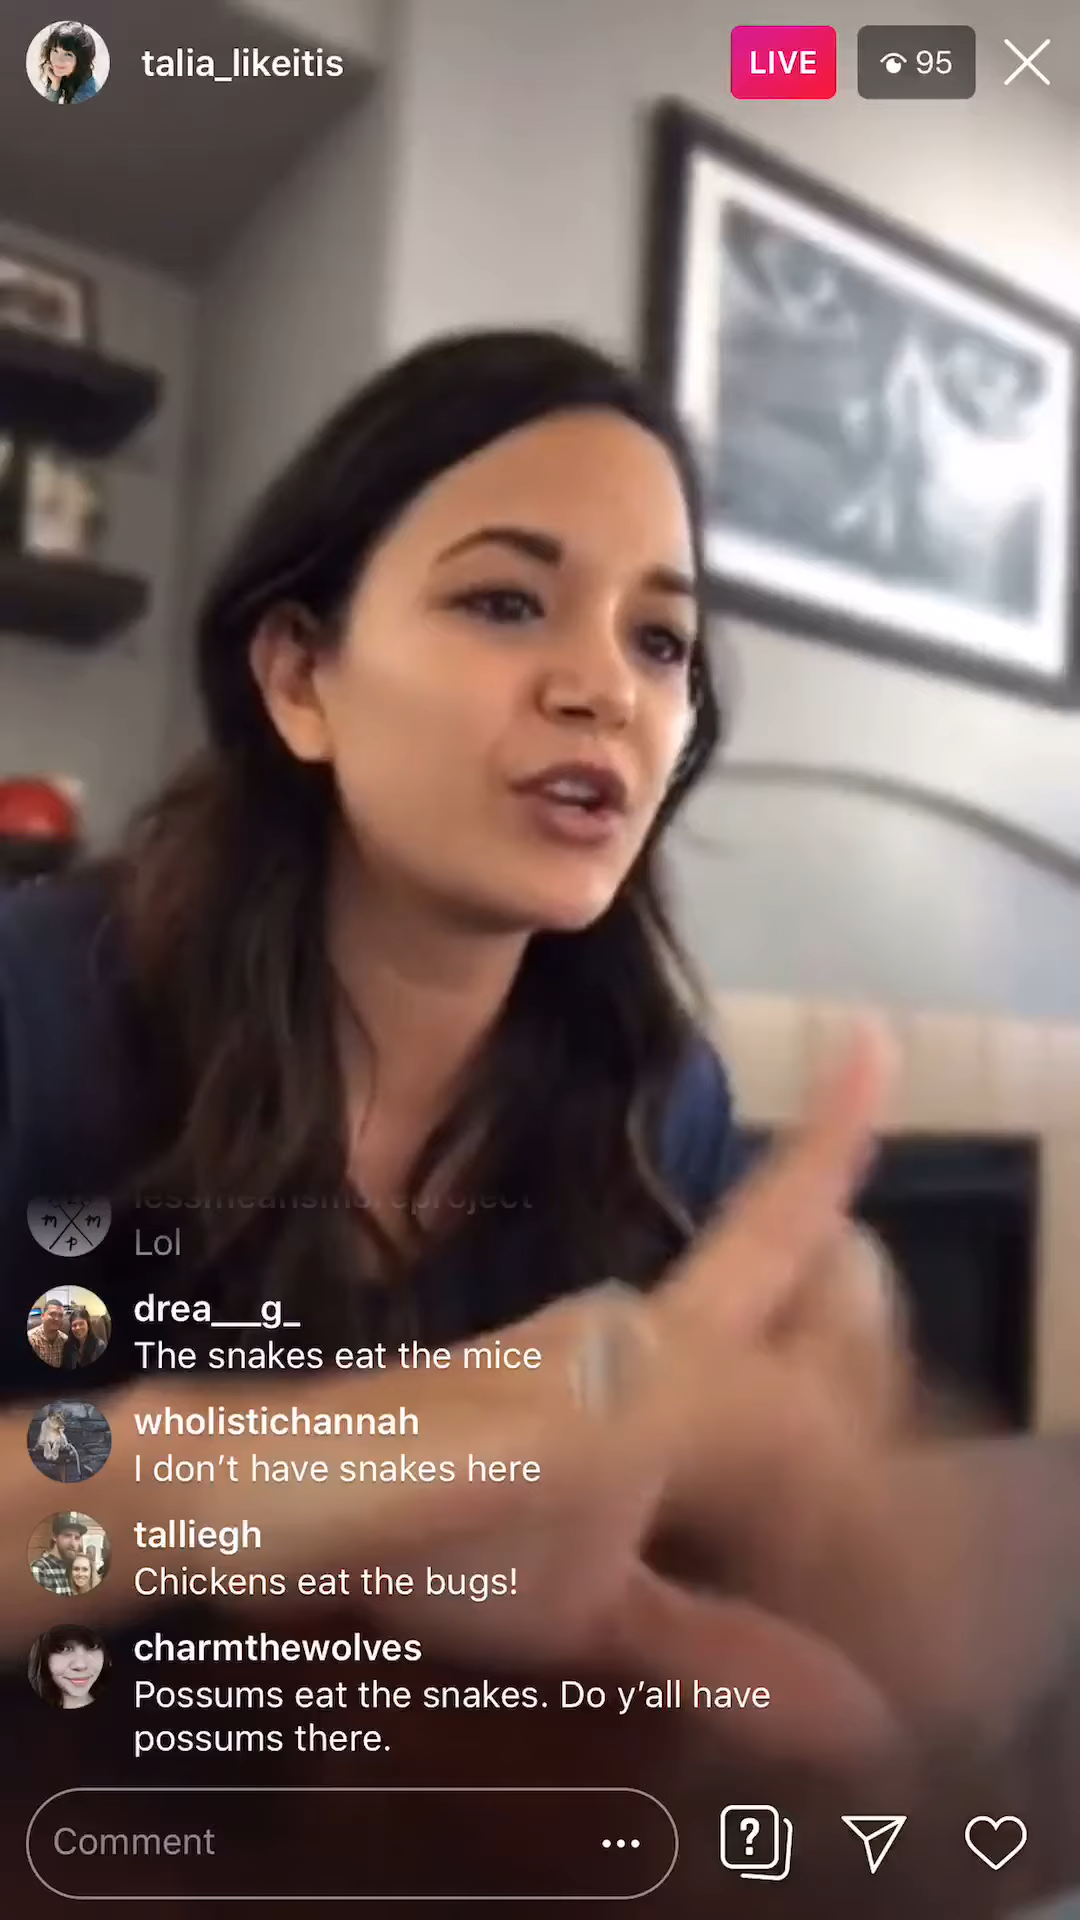 talia_likeitis
LIVE
95
Lol
drea___g_
The snakes eat the mice
wholistichannah
I don’t have snakes here
talliegh
Chickens eat the bugs!
charmthewolves
Possums eat the snakes. Do y’all have
possums there.
Comment
?